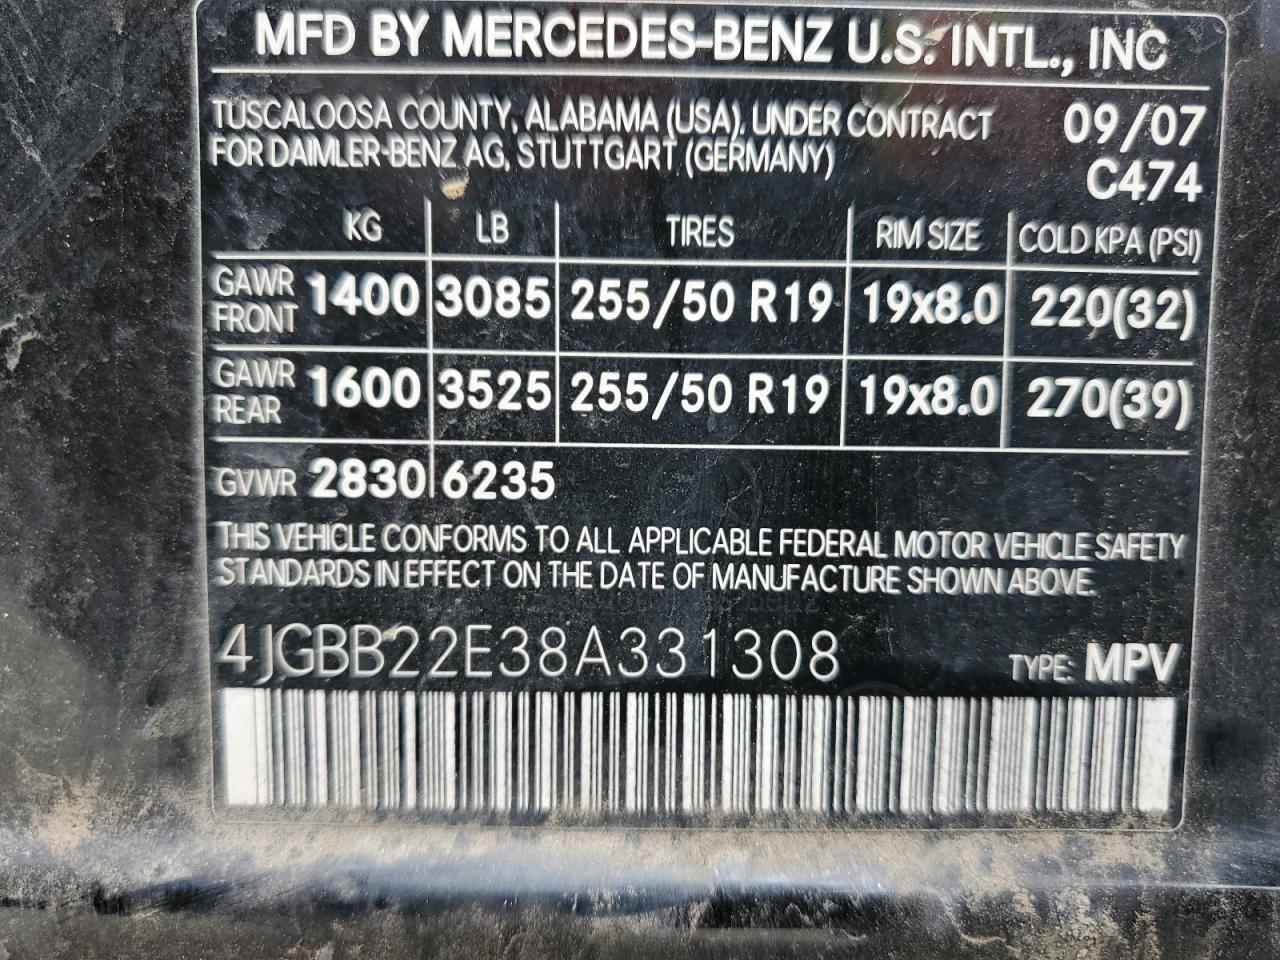 MFD BY MERCEDES-BENZ U.S. INTL., INC
TUSCALOOSA COUNTY, ALABAMA (USA), UNDER CONTRACT 09/07
FOR DAIMLER-BENZ AG, STUTTGART (GERMANY) C474
KG LB TIRES RIM SIZE COLD KPA (PSI)
GAWR FRONT 1400 3085 255/50 R19 19x8.0 220(32)
GAWR REAR 1600 3525 255/50 R19 19x8.0 270(39)
GVWR 2830 6235
THIS VEHICLE CONFORMS TO ALL APPLICABLE FEDERAL MOTOR VEHICLE SAFETY
STANDARDS IN EFFECT ON THE DATE OF MANUFACTURE SHOWN ABOVE.
4JGBB22E38A331308 TYPE: MPV